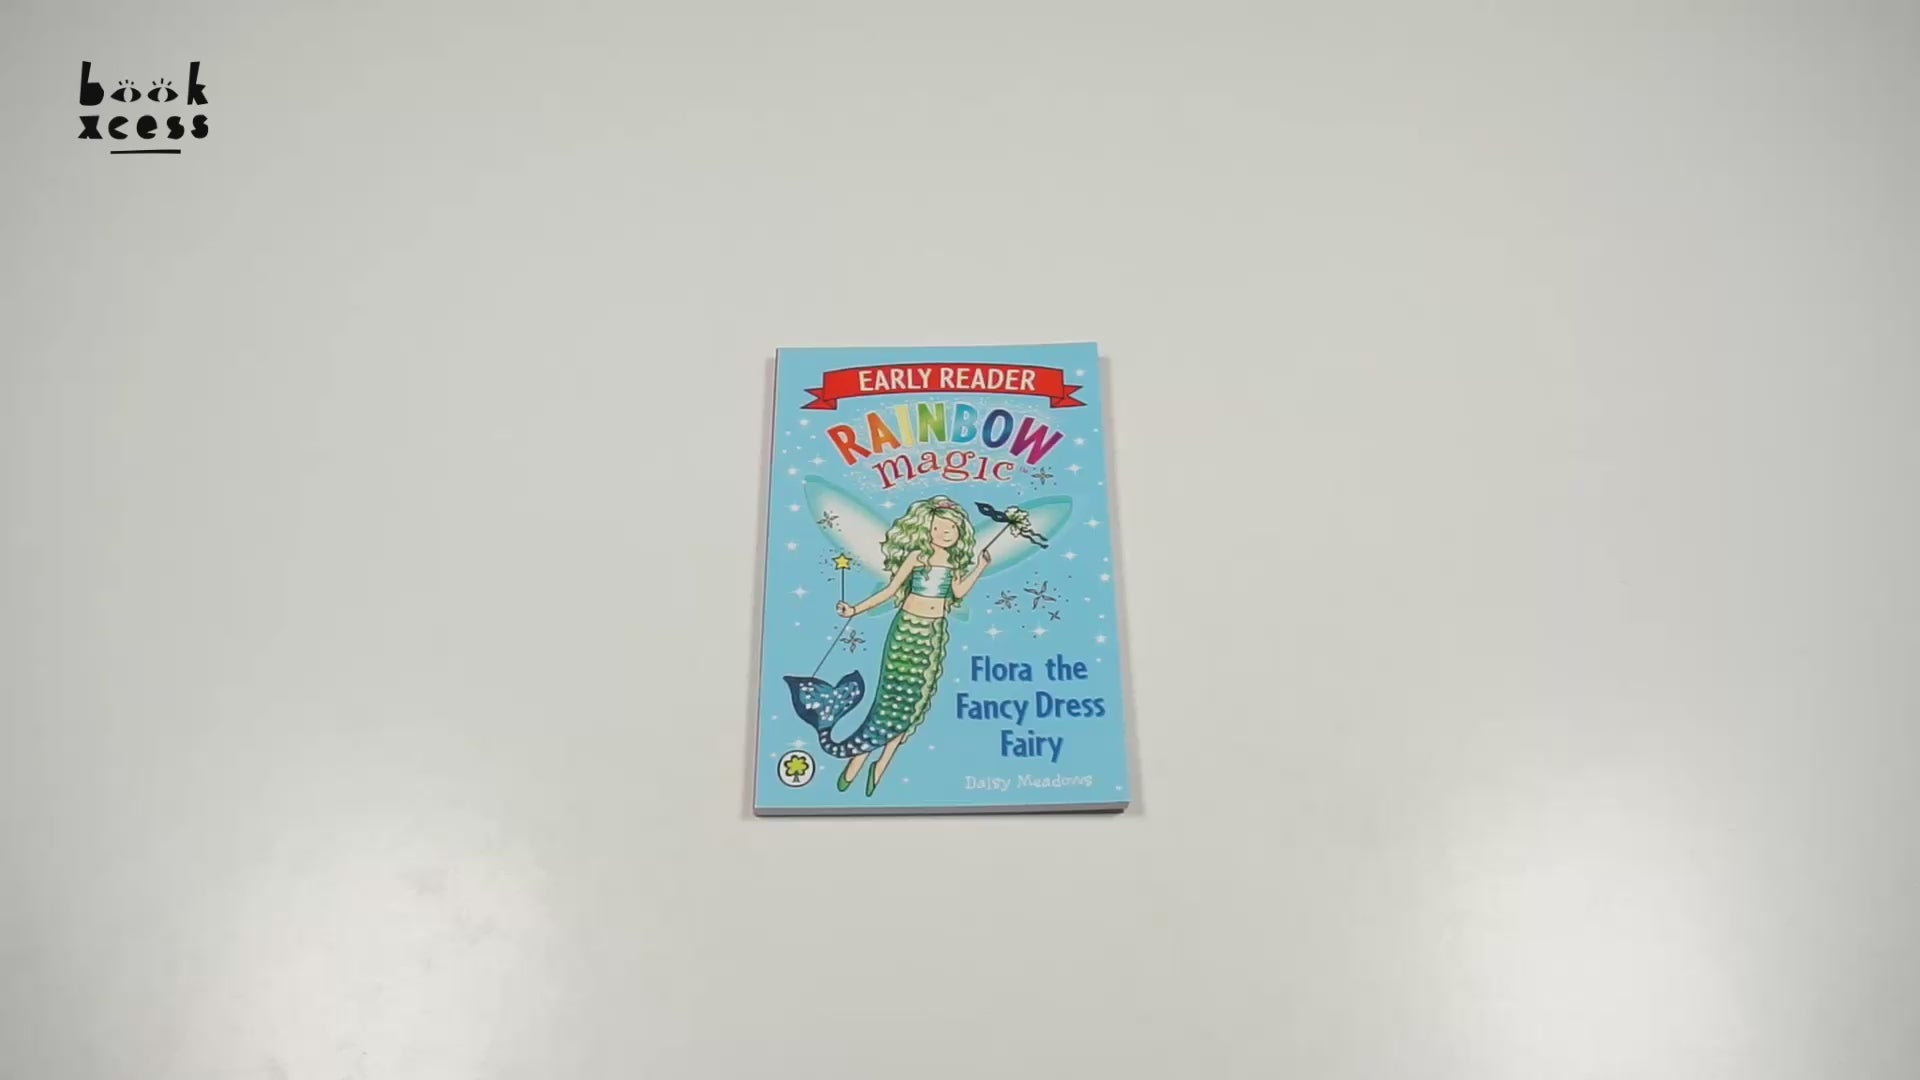 book
xcess
EARLY READER
RAINBOW
magic
Flora the
Fancy Dress
Fairy
Daisy Meadows